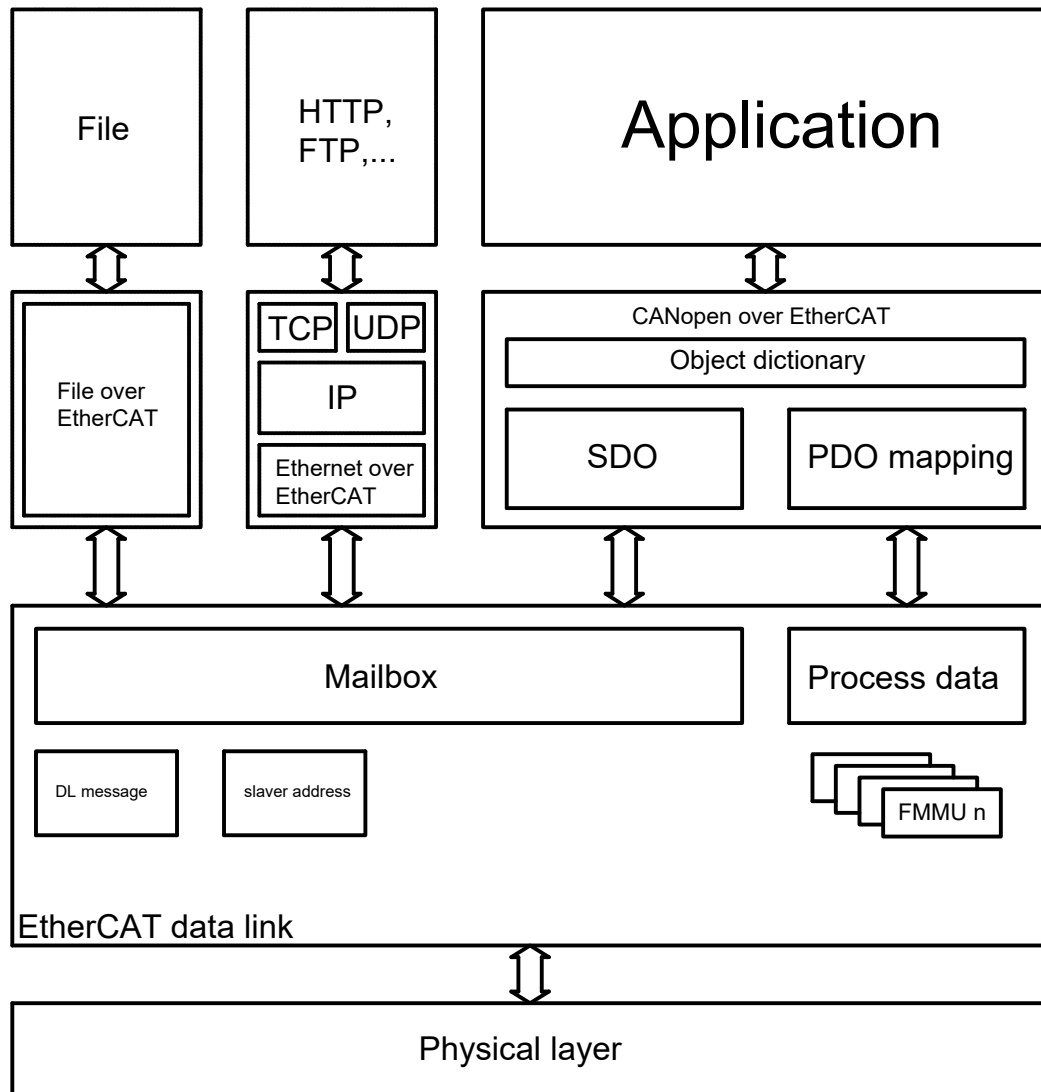 File
HTTP,
FTP,...
Application
File over
EtherCAT
TCP
UDP
IP
Ethernet over
EtherCAT
CANopen over EtherCAT
Object dictionary
SDO
PDO mapping
Mailbox
Process data
DL message
slaver address
FMMU n
EtherCAT data link
Physical layer